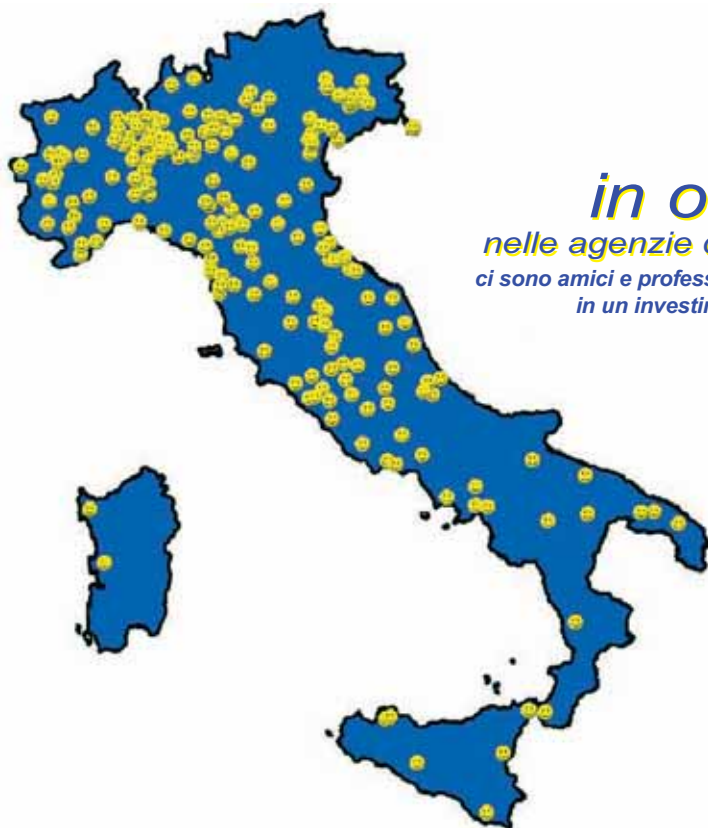 in o
nelle agenzie
ci sono amici e profess
in un investi